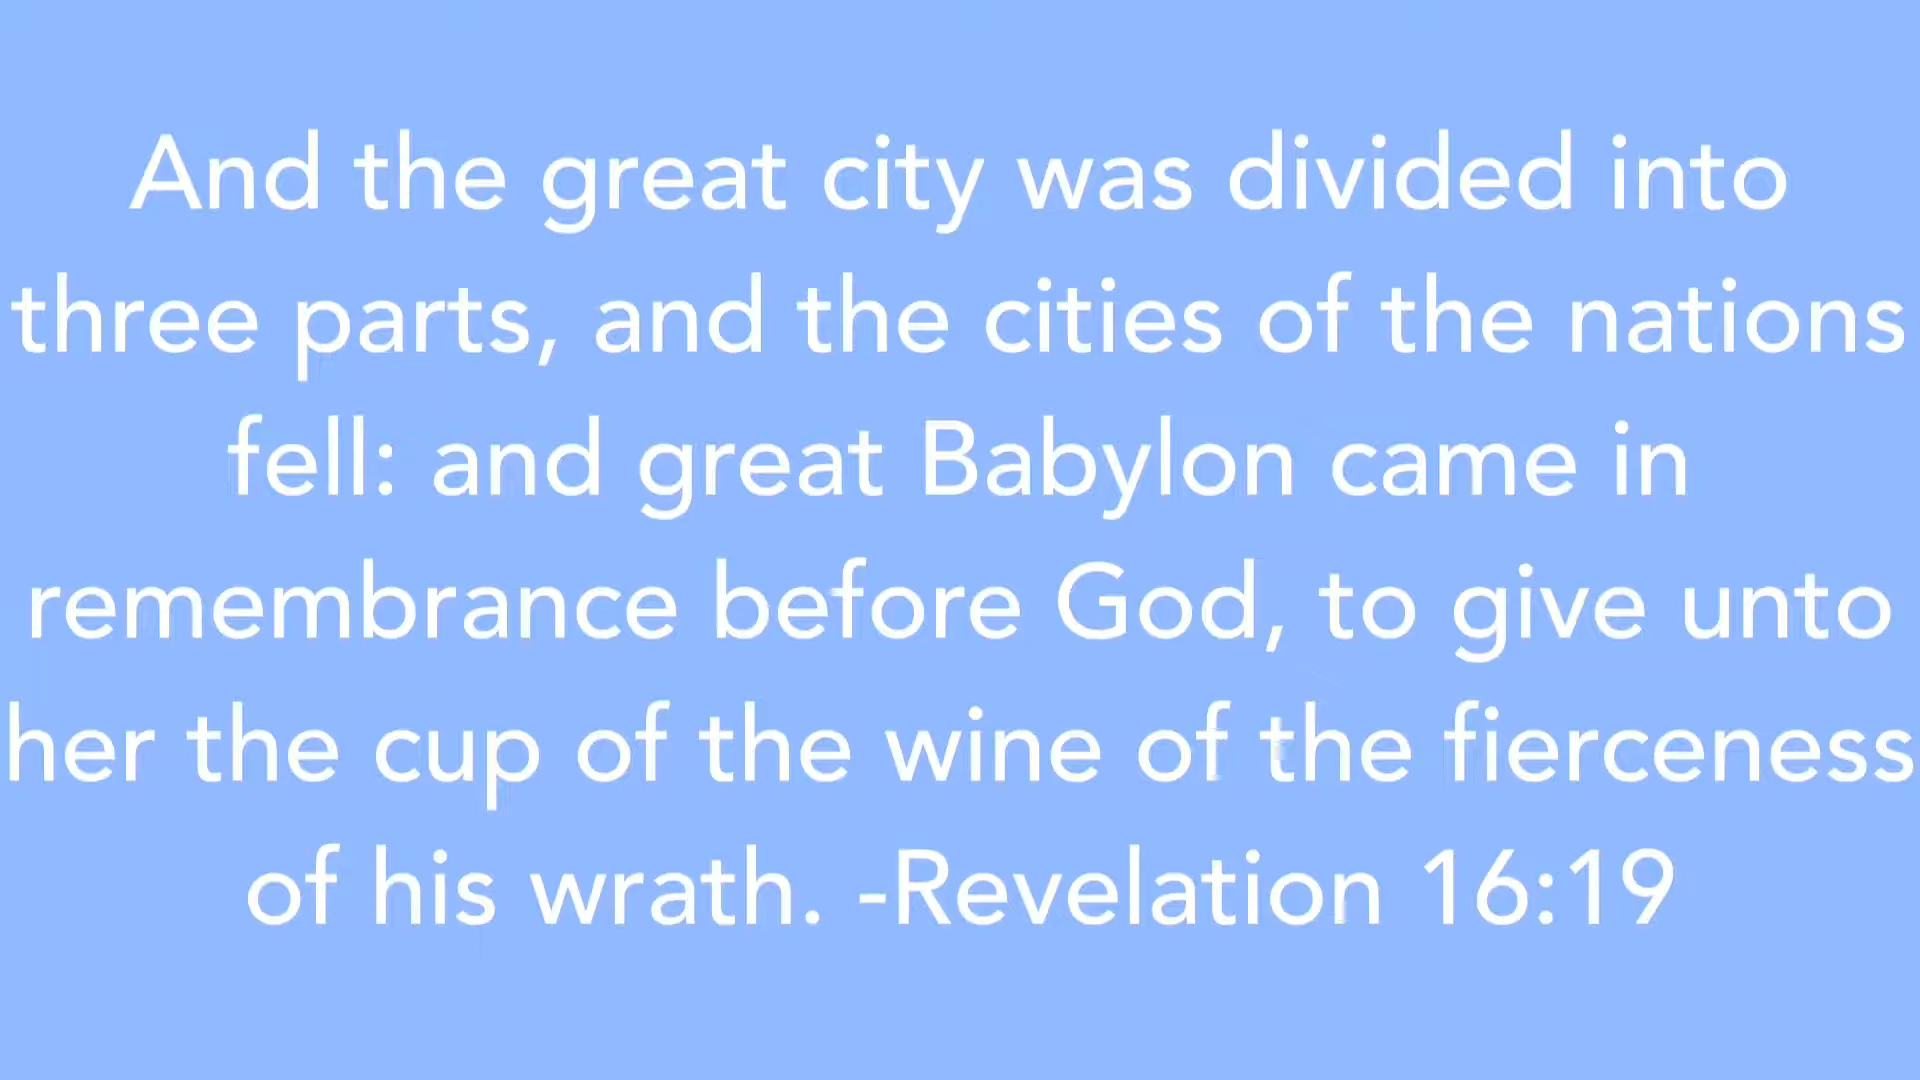 And the great city was divided into
three parts, and the cities of the nations
fell: and great Babylon came in
remembrance before God, to give unto
her the cup of the wine of the fierceness
of his wrath. -Revelation 16:19